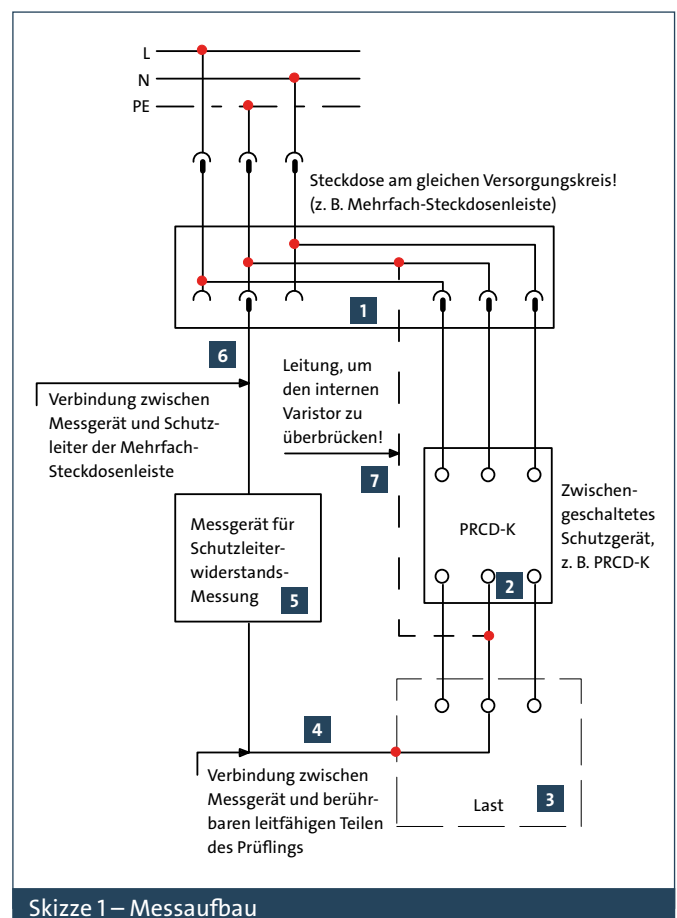 L
N
PE
Steckdose am gleichen Versorgungskreis!
(z. B. Mehrfach-Steckdosenleiste)
1
6
Verbindung zwischen
Messgerät und Schutz-
leiter der Mehrfach-
Steckdosenleiste
Leitung, um
den internen
Varistor zu
überbrücken!
7
Zwischen-
geschaltetes
Schutzgerät,
z. B. PRCD-K
PRCD-K
2
Messgerät für
Schutzleiter-
widerstands-
Messung
5
4
Verbindung zwischen
Messgerät und berühr-
baren leitfähigen Teilen
des Prüflings
Last
3
Skizze 1 – Messaufbau